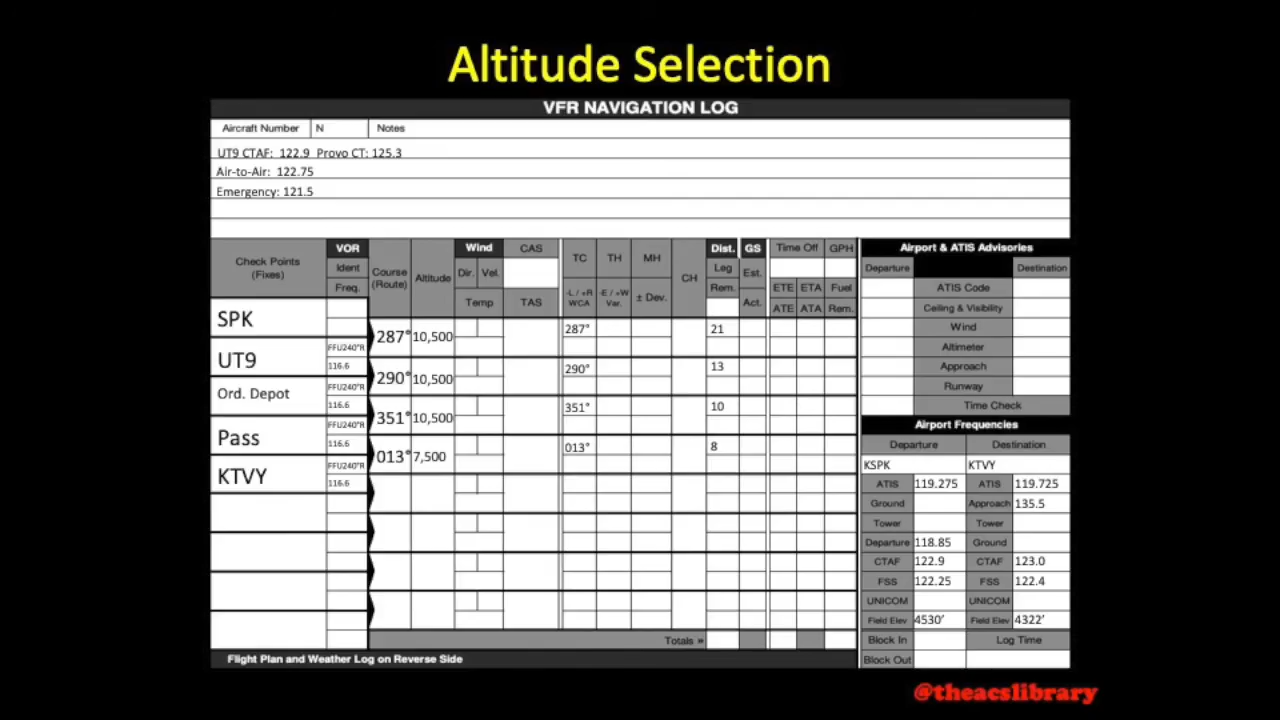 Altitude Selection
VFR NAVIGATION LOG
Aircraft Number N Notes
UT9 CTAF: 122.9 Provo CT: 125.3
Air-to-Air: 122.75
Emergency: 121.5
Check Points
(Fixes)
VOR
Ident
Freq.
Course
(Route)
Altitude
Wind
Dir. Vel.
Temp
CAS
TAS
TC
-L / +R
WCA
TH
-E / +W
Var.
MH
± Dev.
CH
Dist.
Leg
Rem.
GS
Est.
Act.
Time Off
GPH
ETE ETA Fuel
ATE ATA Rem.
SPK
287° 10,500 287° 21
UT9
FFU240°R
116.6
290° 10,500 290° 13
Ord. Depot
FFU240°R
116.6
351° 10,500 351° 10
Pass
FFU240°R
116.6
013° 7,500 013° 8
KTVY
FFU240°R
116.6
Totals »
Flight Plan and Weather Log on Reverse Side
Airport & ATIS Advisories
Departure Destination
ATIS Code
Ceiling & Visibility
Wind
Altimeter
Approach
Runway
Time Check
Airport Frequencies
Departure Destination
KSPK KTVY
ATIS 119.275 ATIS 119.725
Ground Approach 135.5
Tower Tower
Departure 118.85 Ground
CTAF 122.9 CTAF 123.0
FSS 122.25 FSS 122.4
UNICOM UNICOM
Field Elev 4530' Field Elev 4322'
Block In Log Time
Block Out
@theacslibrary